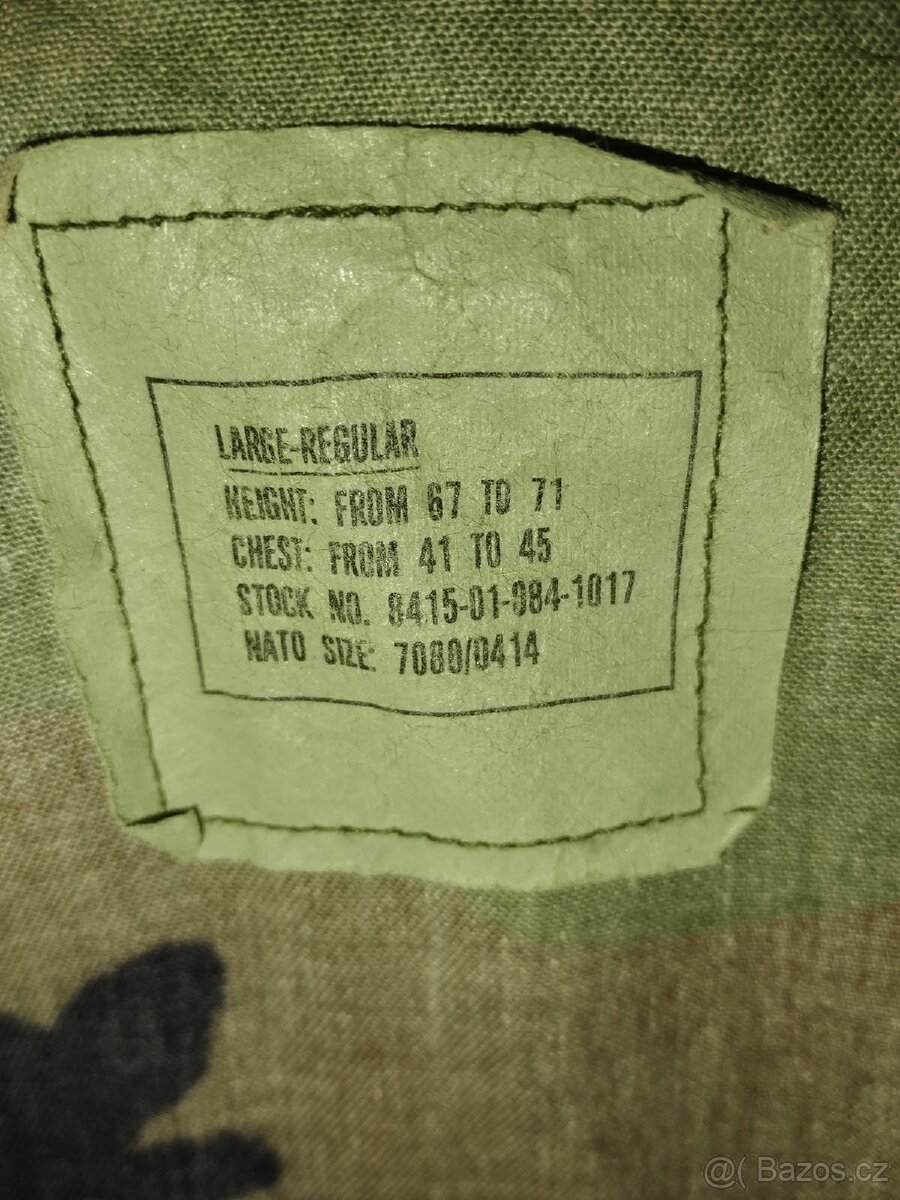 LARGE-REGULAR
HEIGHT: FROM 67 TO 71
CHEST: FROM 41 TO 45
STOCK NO. 8415-01-084-1017
NATO SIZE: 7080/0414
@( Bazos.cz